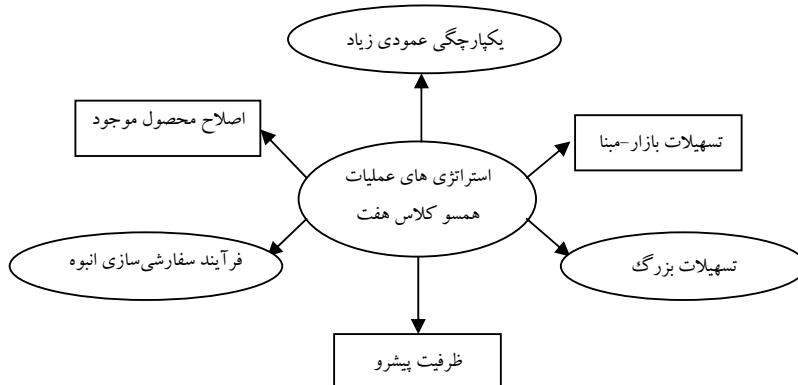 یکپارچگی عمودی زیاد
اصلاح محصول موجود
تسهیلات بازار-مبنا
استراتژی های عملیات
همسو کلاس هفت
فرآیند سفارشی‌سازی انبوه
تسهیلات بزرگ
ظرفیت پیشرو